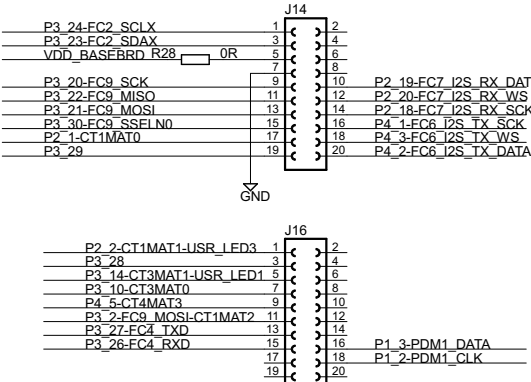 J14
P3_24-FC2_SCLX 1 2
P3_23-FC2_SDAX 3 4
VDD_BASEBRD R28 0R 5 6
7 8
P3_20-FC9_SCK 9 10 P2_19-FC7_I2S_RX_DAT
P3_22-FC9_MISO 11 12 P2_20-FC7_I2S_RX_WS
P3_21-FC9_MOSI 13 14 P2_18-FC7_I2S_RX_SCK
P3_30-FC9_SSELN0 15 16 P4_1-FC6_I2S_TX_SCK
P2_1-CT1MAT0 17 18 P4_3-FC6_I2S_TX_WS
P3_29 19 20 P4_2-FC6_I2S_TX_DATA
GND
J16
P2_2-CT1MAT1-USR_LED3 1 2
P3_28 3 4
P3_14-CT3MAT1-USR_LED1 5 6
P3_10-CT3MAT0 7 8
P4_5-CT4MAT3 9 10
P3_2-FC9_MOSI-CT1MAT2 11 12
P3_27-FC4_TXD 13 14
P3_26-FC4_RXD 15 16 P1_3-PDM1_DATA
17 18 P1_2-PDM1_CLK
19 20